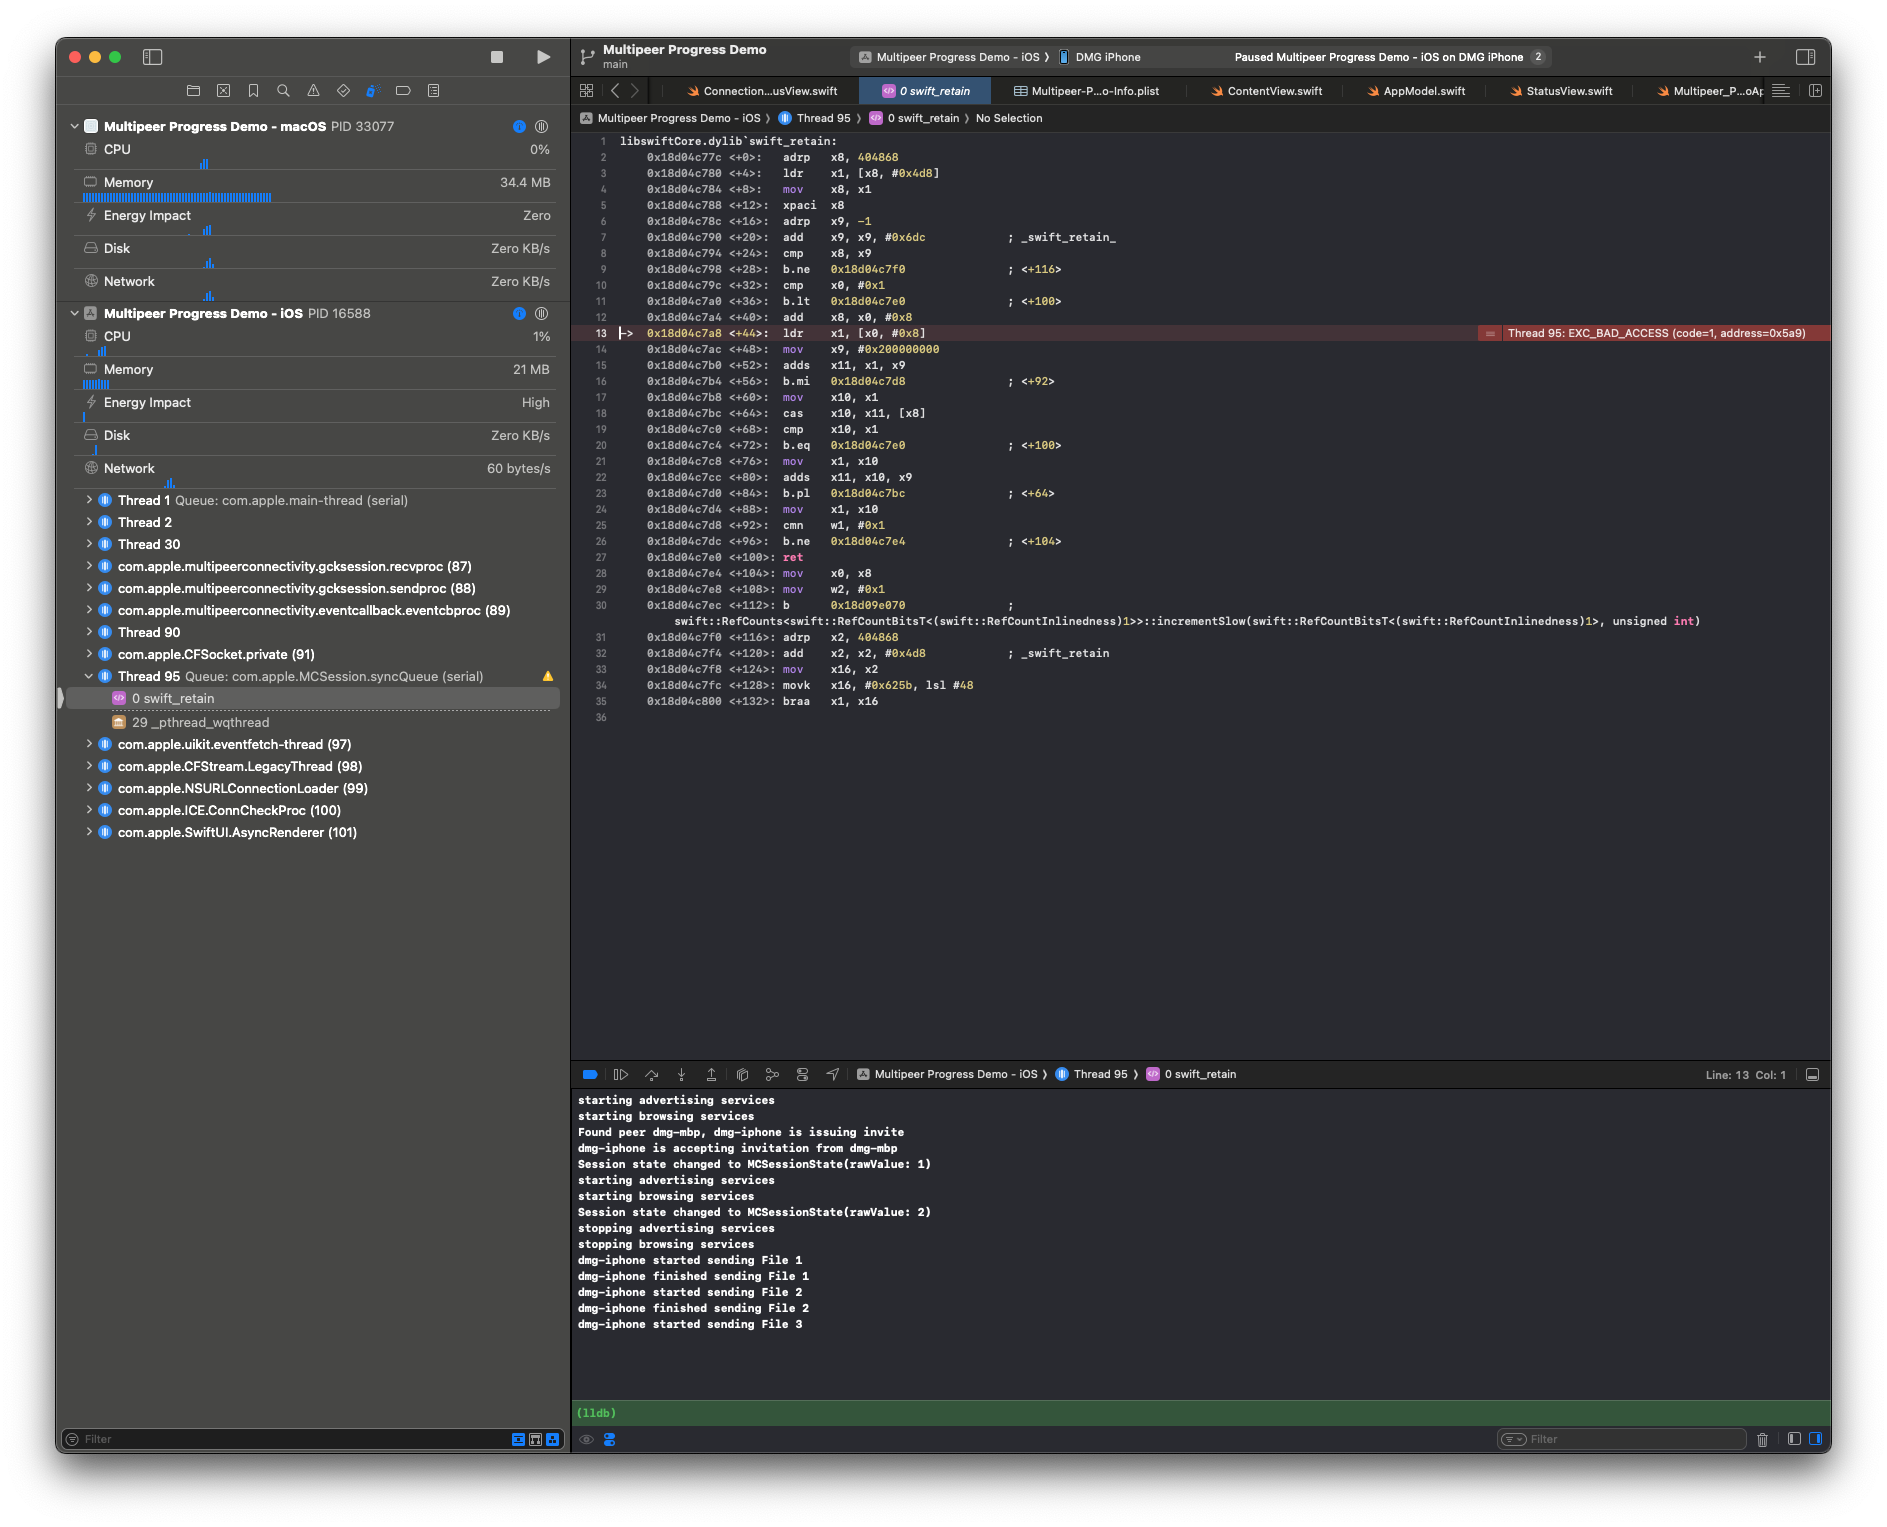 Multipeer Progress Demo
main
Multipeer Progress Demo - iOS ⟩ DMG iPhone
Paused Multipeer Progress Demo - iOS on DMG iPhone 2
Connection...usView.swift
0 swift_retain
Multipeer-P...o-Info.plist
ContentView.swift
AppModel.swift
StatusView.swift
Multipeer_P...oAp
Multipeer Progress Demo - iOS ⟩ Thread 95 ⟩ 0 swift_retain ⟩ No Selection
Multipeer Progress Demo - macOS PID 33077
CPU 0%
Memory 34.4 MB
Energy Impact Zero
Disk Zero KB/s
Network Zero KB/s
Multipeer Progress Demo - iOS PID 16588
CPU 1%
Memory 21 MB
Energy Impact High
Disk Zero KB/s
Network 60 bytes/s
Thread 1 Queue: com.apple.main-thread (serial)
Thread 2
Thread 30
com.apple.multipeerconnectivity.gcksession.recvproc (87)
com.apple.multipeerconnectivity.gcksession.sendproc (88)
com.apple.multipeerconnectivity.eventcallback.eventcbproc (89)
Thread 90
com.apple.CFSocket.private (91)
Thread 95 Queue: com.apple.MCSession.syncQueue (serial)
0 swift_retain
29 _pthread_wqthread
com.apple.uikit.eventfetch-thread (97)
com.apple.CFStream.LegacyThread (98)
com.apple.NSURLConnectionLoader (99)
com.apple.ICE.ConnCheckProc (100)
com.apple.SwiftUI.AsyncRenderer (101)
Filter
1 libswiftCore.dylib`swift_retain:
2 0x18d04c77c <+0>: adrp x8, 404868
3 0x18d04c780 <+4>: ldr x1, [x8, #0x4d8]
4 0x18d04c784 <+8>: mov x8, x1
5 0x18d04c788 <+12>: xpaci x8
6 0x18d04c78c <+16>: adrp x9, -1
7 0x18d04c790 <+20>: add x9, x9, #0x6dc ; _swift_retain_
8 0x18d04c794 <+24>: cmp x8, x9
9 0x18d04c798 <+28>: b.ne 0x18d04c7f0 ; <+116>
10 0x18d04c79c <+32>: cmp x0, #0x1
11 0x18d04c7a0 <+36>: b.lt 0x18d04c7e0 ; <+100>
12 0x18d04c7a4 <+40>: add x8, x0, #0x8
13 -> 0x18d04c7a8 <+44>: ldr x1, [x0, #0x8] Thread 95: EXC_BAD_ACCESS (code=1, address=0x5a9)
14 0x18d04c7ac <+48>: mov x9, #0x200000000
15 0x18d04c7b0 <+52>: adds x11, x1, x9
16 0x18d04c7b4 <+56>: b.mi 0x18d04c7d8 ; <+92>
17 0x18d04c7b8 <+60>: mov x10, x1
18 0x18d04c7bc <+64>: cas x10, x11, [x8]
19 0x18d04c7c0 <+68>: cmp x10, x1
20 0x18d04c7c4 <+72>: b.eq 0x18d04c7e0 ; <+100>
21 0x18d04c7c8 <+76>: mov x1, x10
22 0x18d04c7cc <+80>: adds x11, x10, x9
23 0x18d04c7d0 <+84>: b.pl 0x18d04c7bc ; <+64>
24 0x18d04c7d4 <+88>: mov x1, x10
25 0x18d04c7d8 <+92>: cmn w1, #0x1
26 0x18d04c7dc <+96>: b.ne 0x18d04c7e4 ; <+104>
27 0x18d04c7e0 <+100>: ret
28 0x18d04c7e4 <+104>: mov x0, x8
29 0x18d04c7e8 <+108>: mov w2, #0x1
30 0x18d04c7ec <+112>: b 0x18d09e070 ;
swift::RefCounts<swift::RefCountBitsT<(swift::RefCountInlinedness)1>>::incrementSlow(swift::RefCountBitsT<(swift::RefCountInlinedness)1>, unsigned int)
31 0x18d04c7f0 <+116>: adrp x2, 404868
32 0x18d04c7f4 <+120>: add x2, x2, #0x4d8 ; _swift_retain
33 0x18d04c7f8 <+124>: mov x16, x2
34 0x18d04c7fc <+128>: movk x16, #0x625b, lsl #48
35 0x18d04c800 <+132>: braa x1, x16
36
Multipeer Progress Demo - iOS ⟩ Thread 95 ⟩ 0 swift_retain
Line: 13 Col: 1
starting advertising services
starting browsing services
Found peer dmg-mbp, dmg-iphone is issuing invite
dmg-iphone is accepting invitation from dmg-mbp
Session state changed to MCSessionState(rawValue: 1)
starting advertising services
starting browsing services
Session state changed to MCSessionState(rawValue: 2)
stopping advertising services
stopping browsing services
dmg-iphone started sending File 1
dmg-iphone finished sending File 1
dmg-iphone started sending File 2
dmg-iphone finished sending File 2
dmg-iphone started sending File 3
(lldb)
Filter